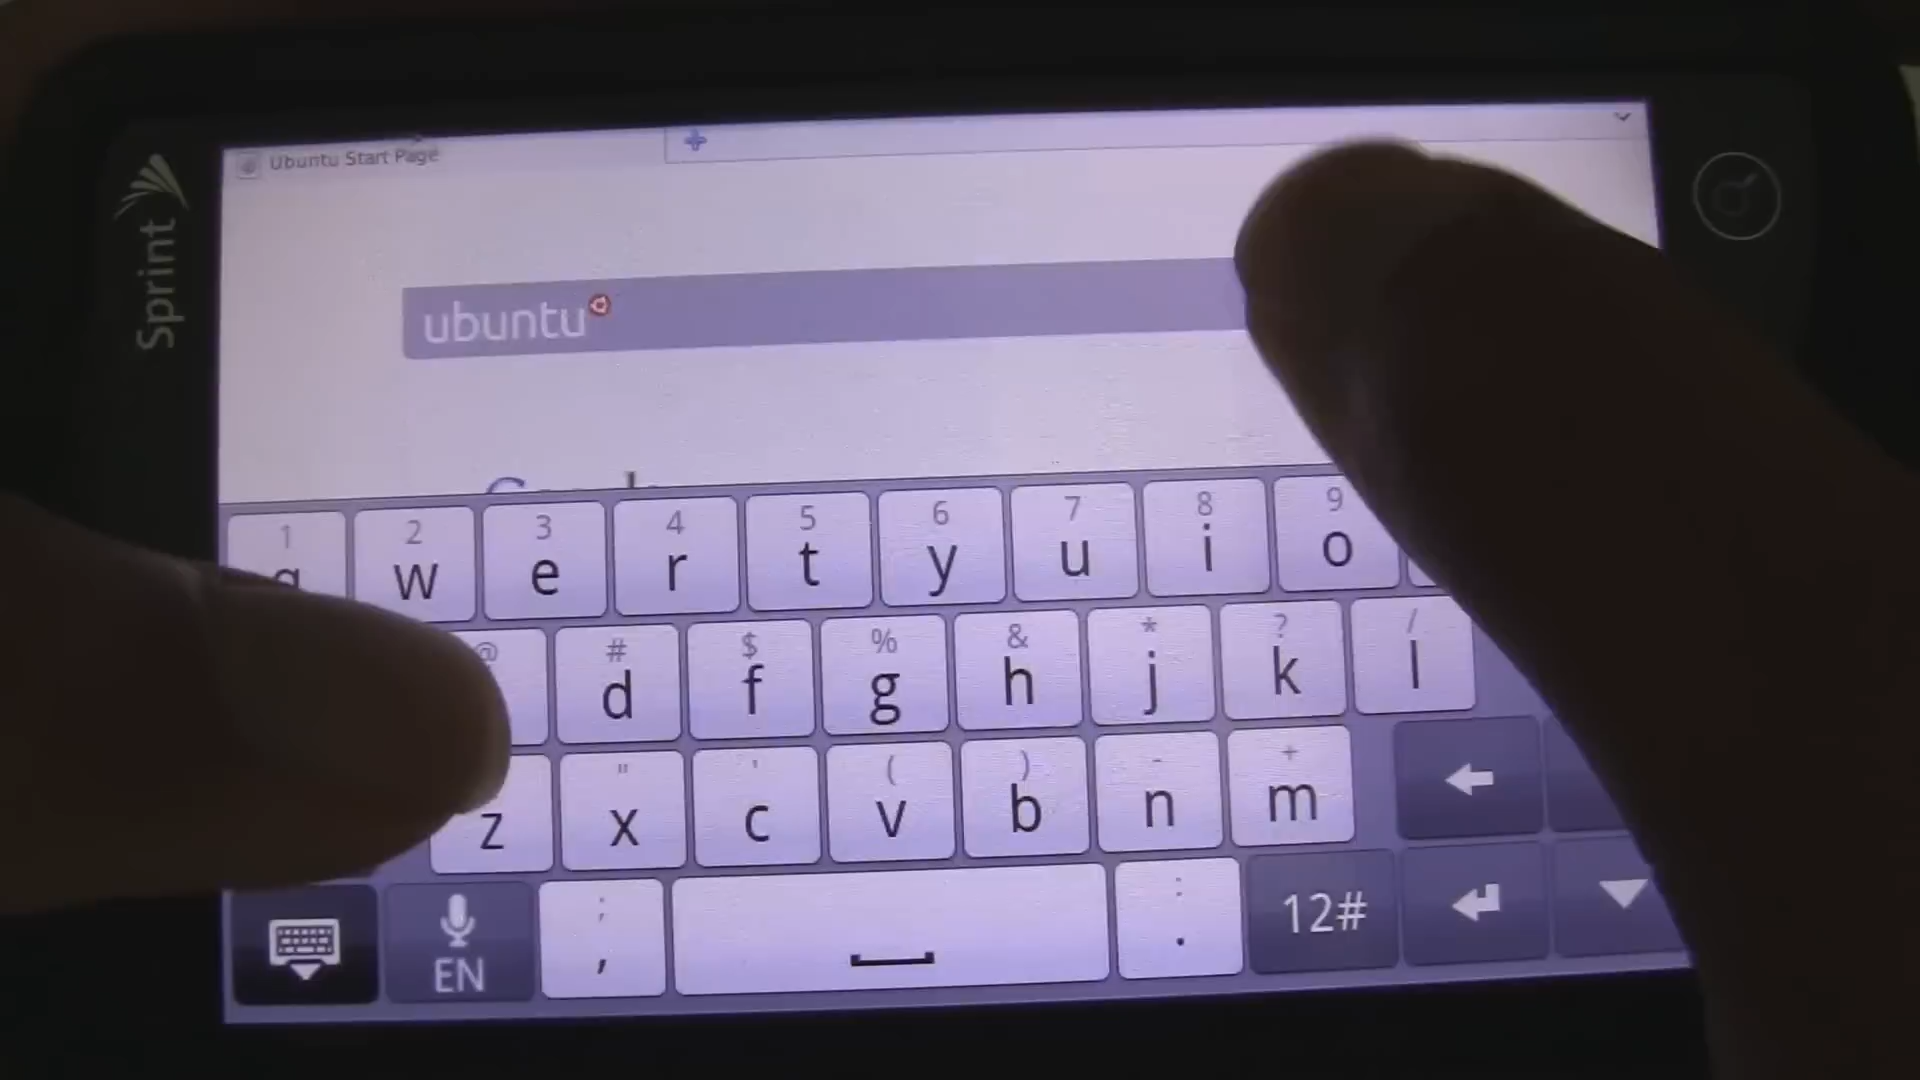 Sprint
Ubuntu Start Page
ubuntu
1 2 3 4 5 6 7 8 9
q w e r t y u i o
@ # $ % & * ? /
d f g h j k l
" ' ( ) - +
z x c v b n m
; :
EN , . 12#